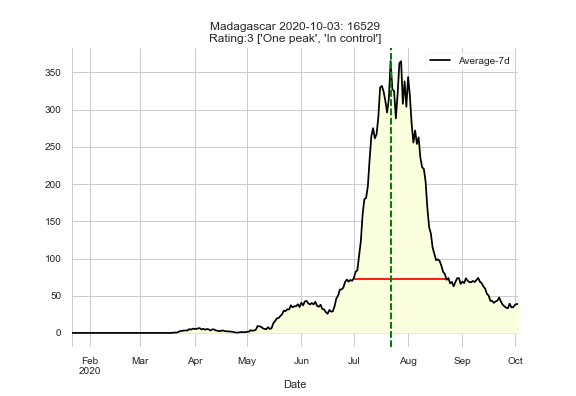 Madagascar 2020-10-03: 16529
Rating:3 ['One peak', 'In control']
Average-7d
350
300
250
200
150
100
50
0
Feb Mar Apr May Jun Jul Aug Sep Oct
2020
Date